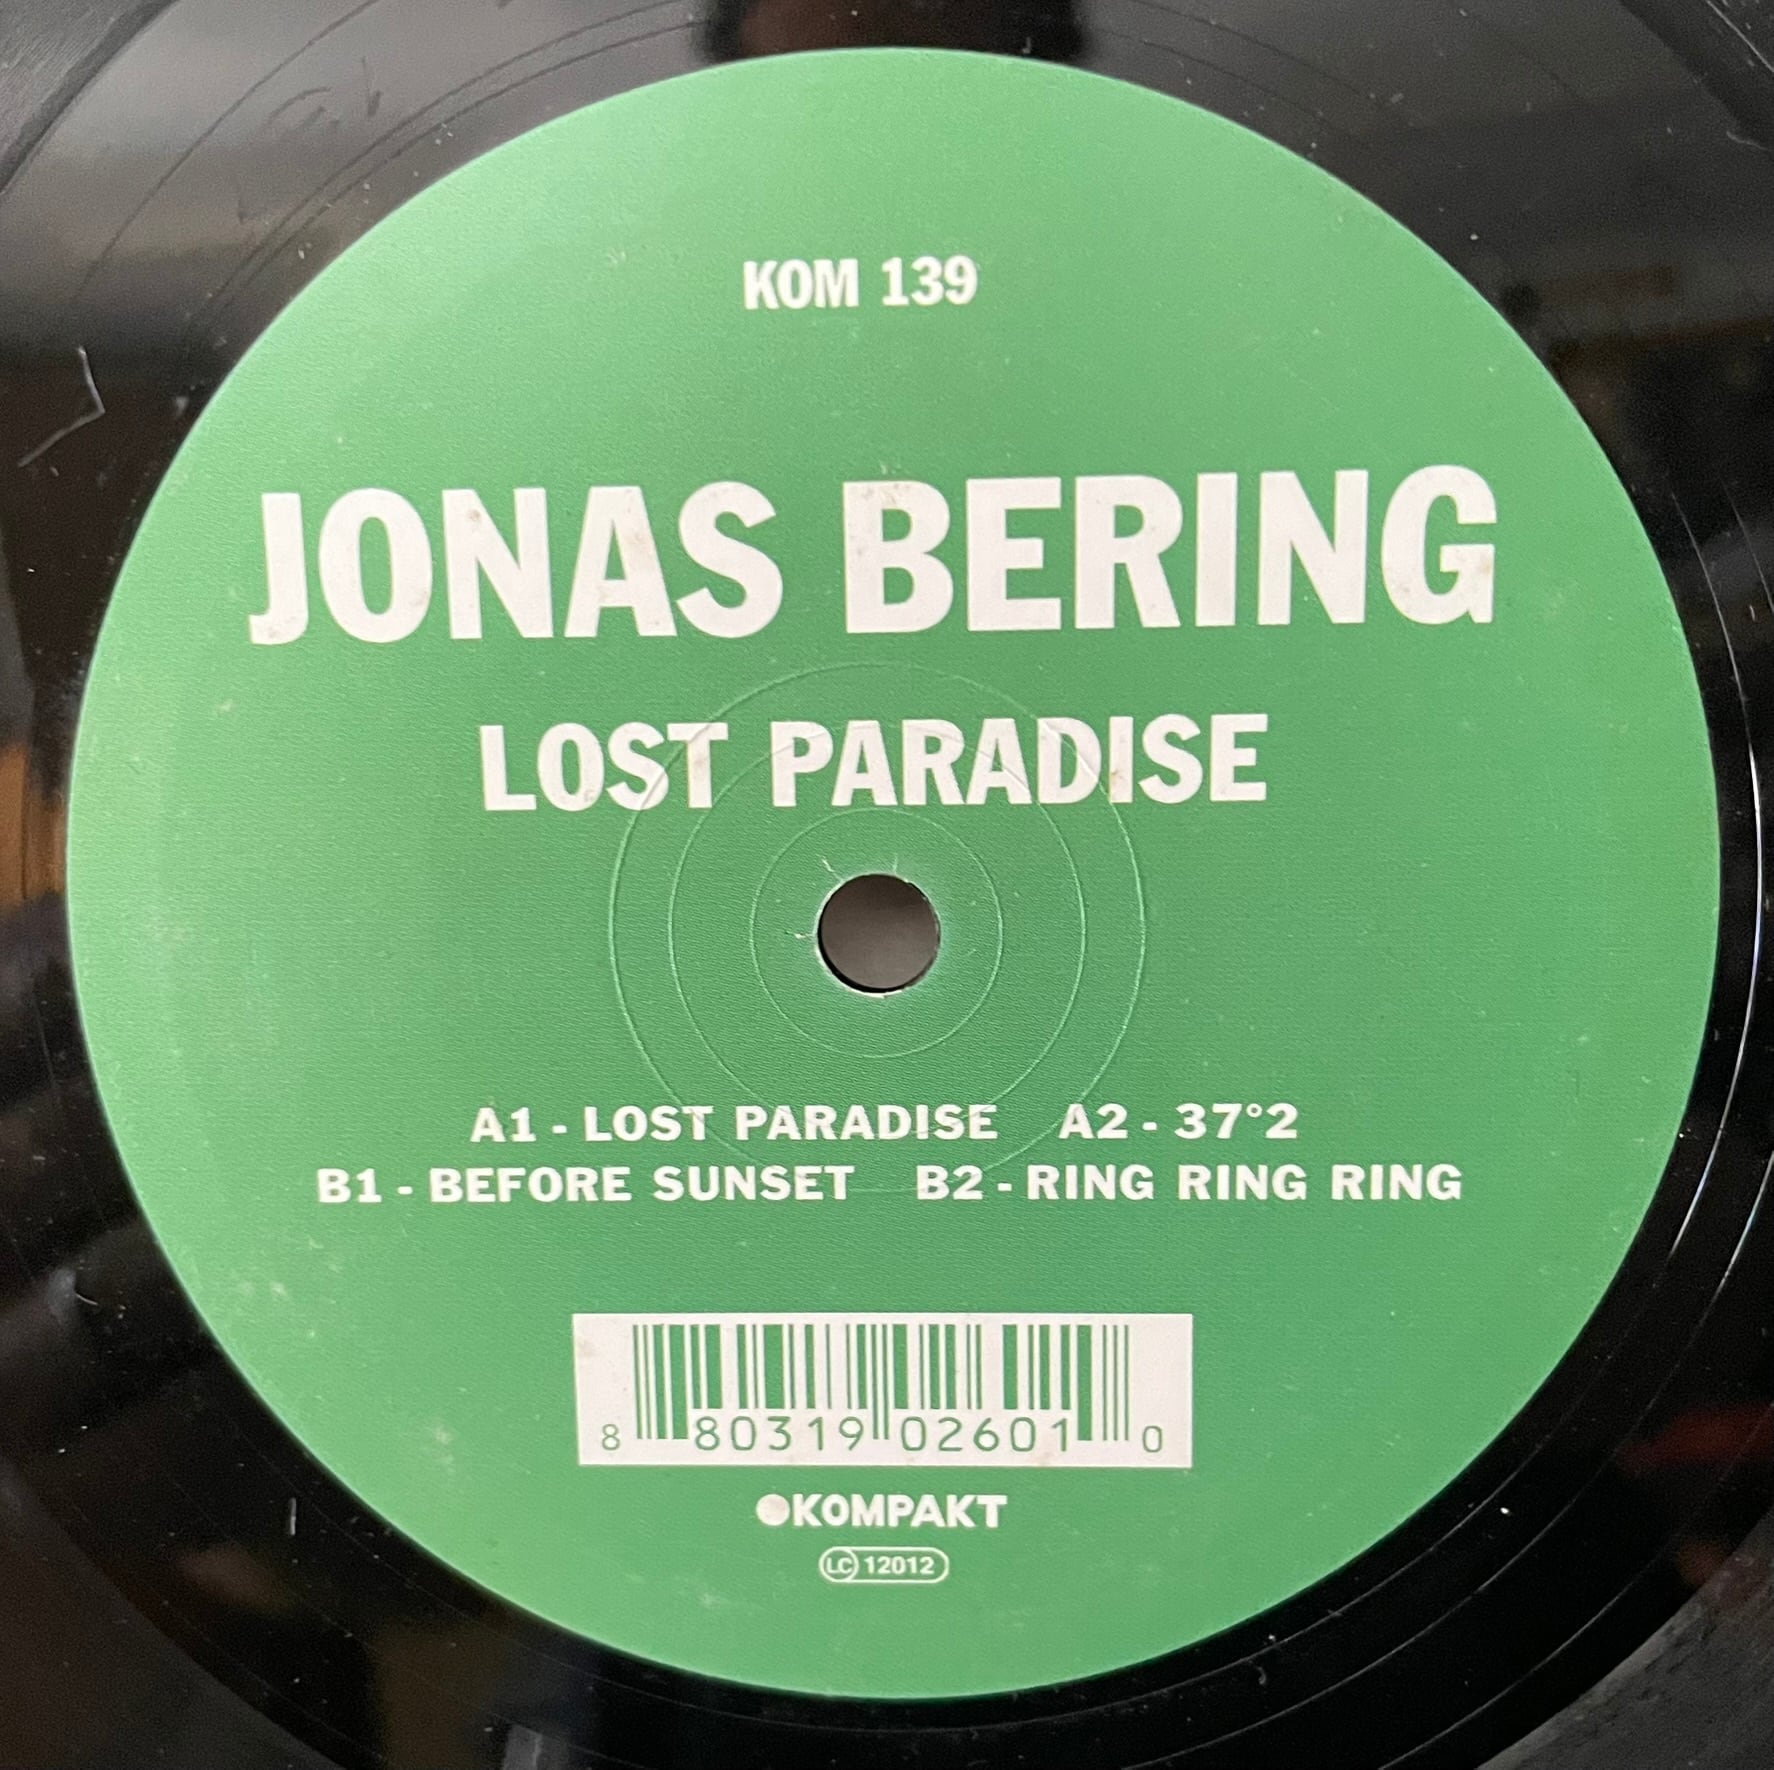 KOM 139
JONAS BERING
LOST PARADISE
A1 - LOST PARADISE A2 - 37°2
B1 - BEFORE SUNSET B2 - RING RING RING
8 80319 02601 0
KOMPAKT
LC 12012